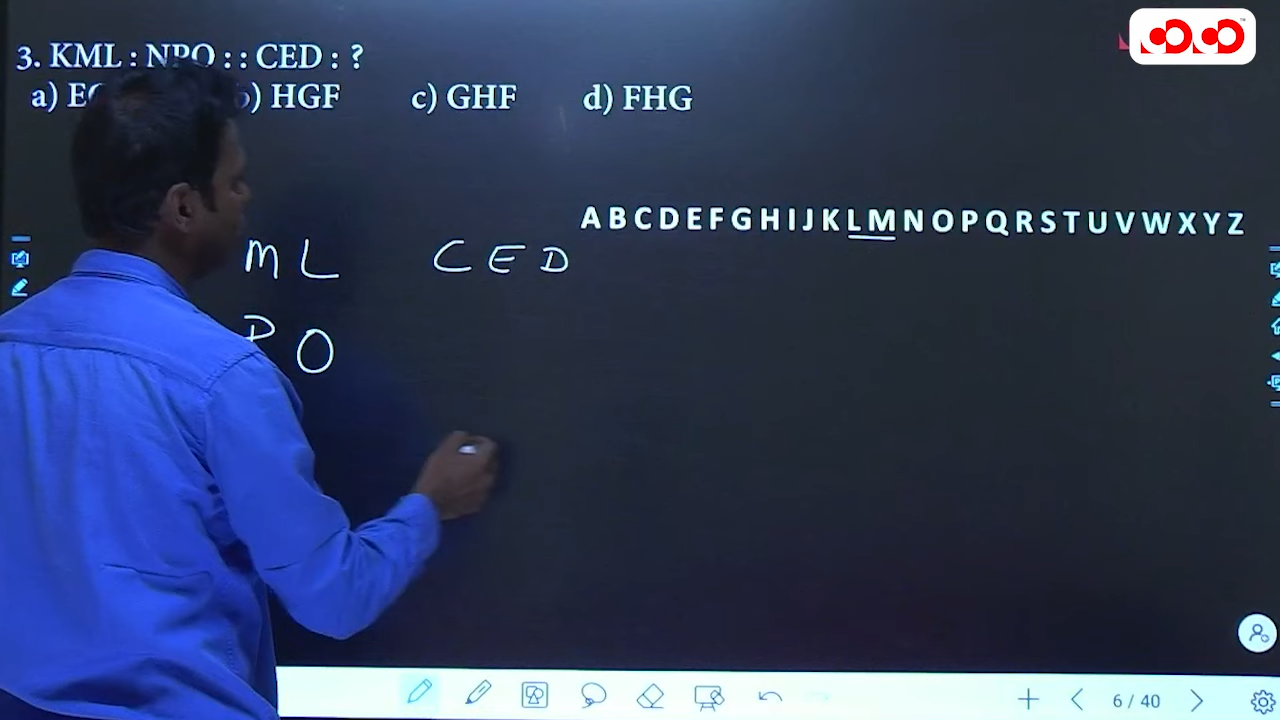 3. KML : NPO : : CED : ?
a) b) HGF c) GHF d) FHG
A B C D E F G H I J K L M N O P Q R S T U V W X Y Z
M L C E D
P O
6 / 40